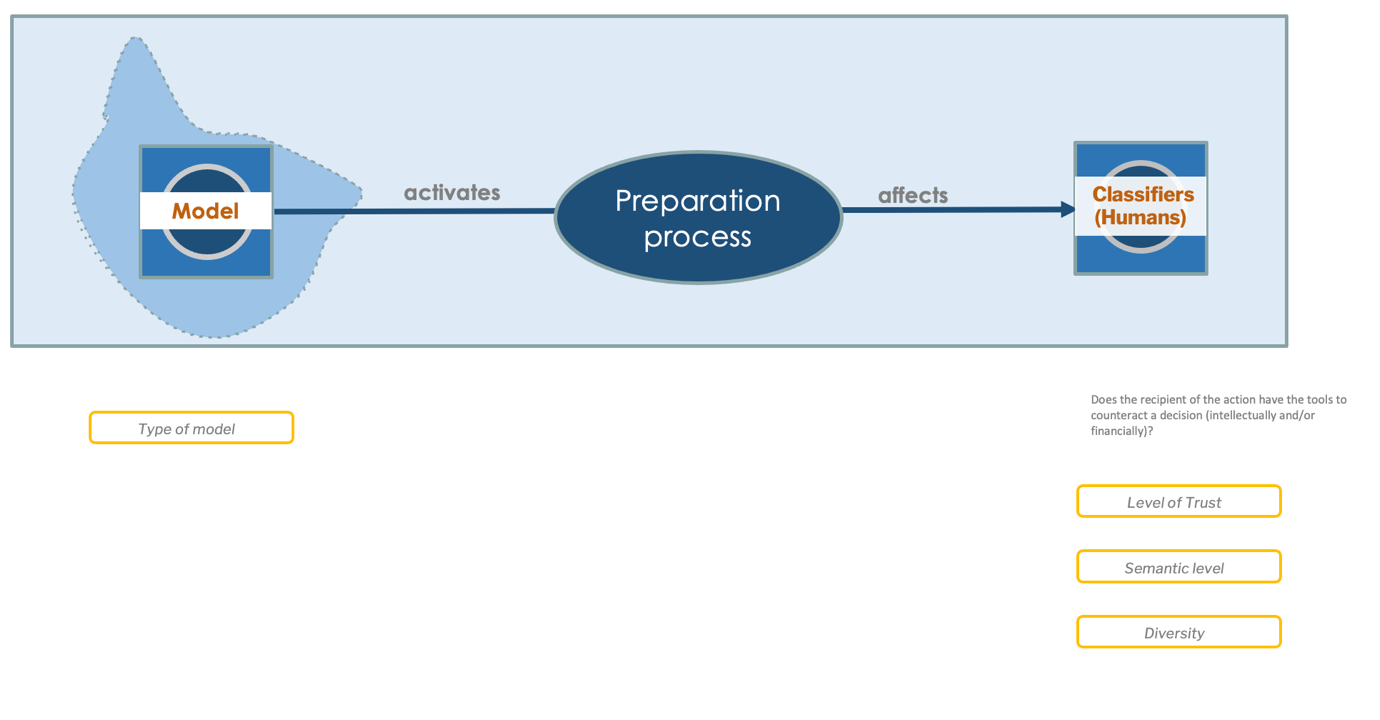 Model
activates
Preparation
process
affects
Classifiers
(Humans)
Type of model
Does the recipient of the action have the tools to
counteract a decision (intellectually and/or
financially)?
Level of Trust
Semantic level
Diversity